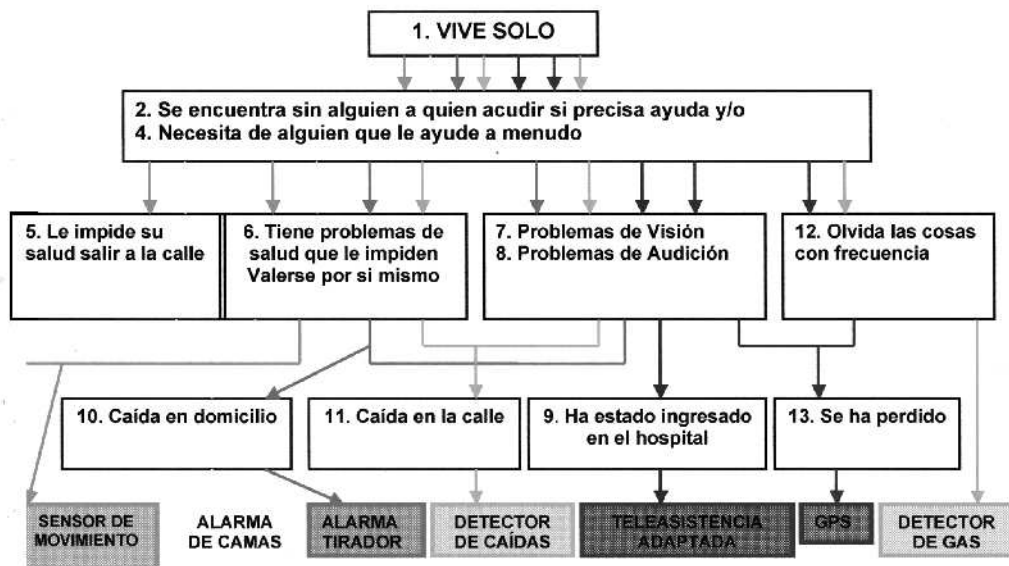 1. VIVE SOLO
2. Se encuentra sin alguien a quien acudir si precisa ayuda y/o
4. Necesita de alguien que le ayude a menudo
5. Le impide su
salud salir a la calle
6. Tiene problemas de
salud que le impiden
Valerse por si mismo
7. Problemas de Visión
8. Problemas de Audición
12. Olvida las cosas
con frecuencia
10. Caída en domicilio
11. Caída en la calle
9. Ha estado ingresado
en el hospital
13. Se ha perdido
SENSOR DE
MOVIMIENTO
ALARMA
DE CAMAS
ALARMA
TIRADOR
DETECTOR
DE CAÍDAS
TELEASISTENCIA
ADAPTADA
GPS
DETECTOR
DE GAS